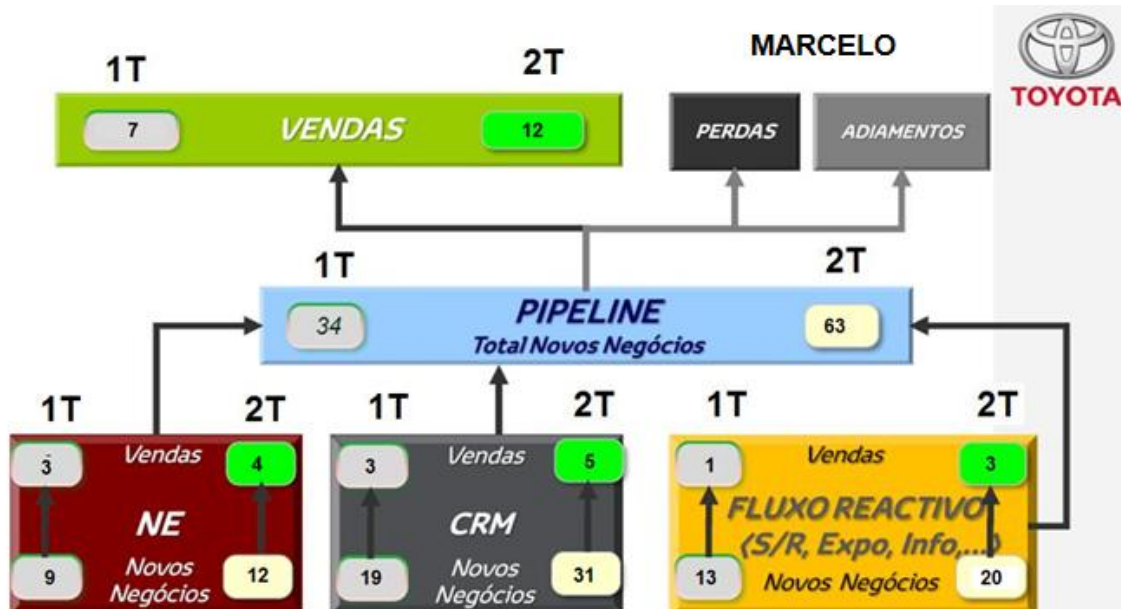 MARCELO
TOYOTA
1T 2T
7 VENDAS 12
PERDAS
ADIAMENTOS
1T 2T
34 PIPELINE 63
Total Novos Negócios
1T 2T
3 Vendas 4
NE
9 Novos Negócios 12
1T 2T
3 Vendas 5
CRM
19 Novos Negócios 31
1T 2T
1 Vendas 3
FLUXO REACTIVO
(S/R, Expo, Info,...)
13 Novos Negócios 20